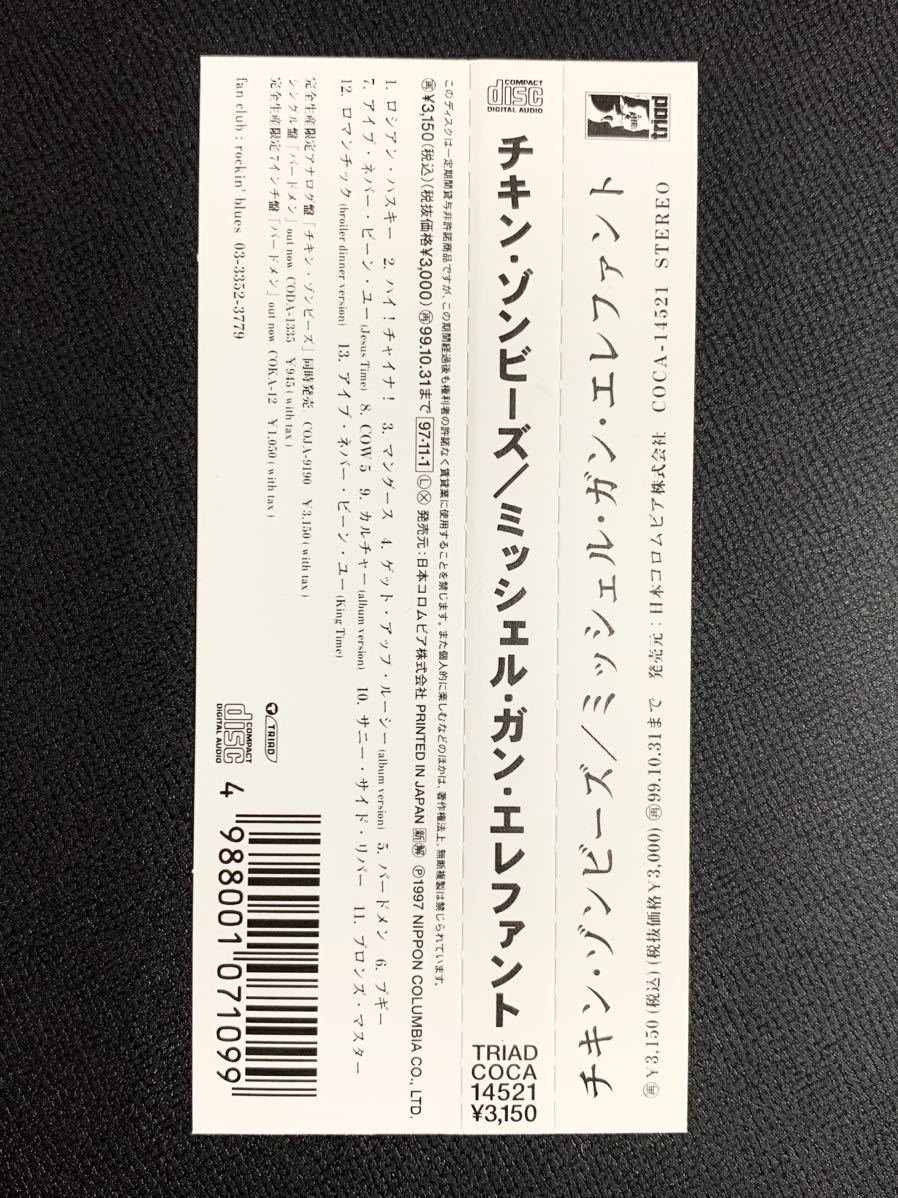 triad
チキン・ゾンビーズ/ミッシェル・ガン・エレファント
再¥3,150(税込)(税抜価格¥3,000)再99.10.31まで 発売元:日本コロムビア株式会社 COCA-14521 STEREO
COMPACT
disc
DIGITAL AUDIO
チキン・ゾンビーズ/ミッシェル・ガン・エレファント
TRIAD
COCA
14521
¥3,150
このディスクは一定期間貸与非許諾商品ですが、この期間経過後も権利者の許諾なく賃貸業に使用することを禁じます。また個人的に楽しむなどのほかは、著作権法上、無断複製は禁じられています。
再¥3,150(税込)(税抜価格¥3,000)再99.10.31まで 97・11・1 Ⓛ Ⓧ 発売元:日本コロムビア株式会社 PRINTED IN JAPAN 新 解 Ⓟ1997 NIPPON COLUMBIA CO., LTD.
1. ロシアン・ハスキー 2. ハイ!チャイナ! 3. マングース 4. ゲット・アップ・ルーシー(album version) 5. バードメン 6. ブギー
7. アイブ・ネバー・ビーン・ユー(Jesus Time) 8. COW 5 9. カルチャー(album version) 10. サニー・サイド・リバー 11. ブロンズ・マスター
12. ロマンチック(broiler dinner version) 13. アイブ・ネバー・ビーン・ユー(King Time)
完全生産限定アナログ盤「チキン・ゾンビーズ」同時発売 COJA-9190 ¥3,150(with tax)
シングル盤「バードメン」out now CODA-1335 ¥945(with tax)
完全生産限定7インチ盤「バードメン」out now COKA-12 ¥1,050(with tax)
fan club : rockin' blues 03-3352-3779
TRIAD
COMPACT
disc
DIGITAL AUDIO
4 988001 071099